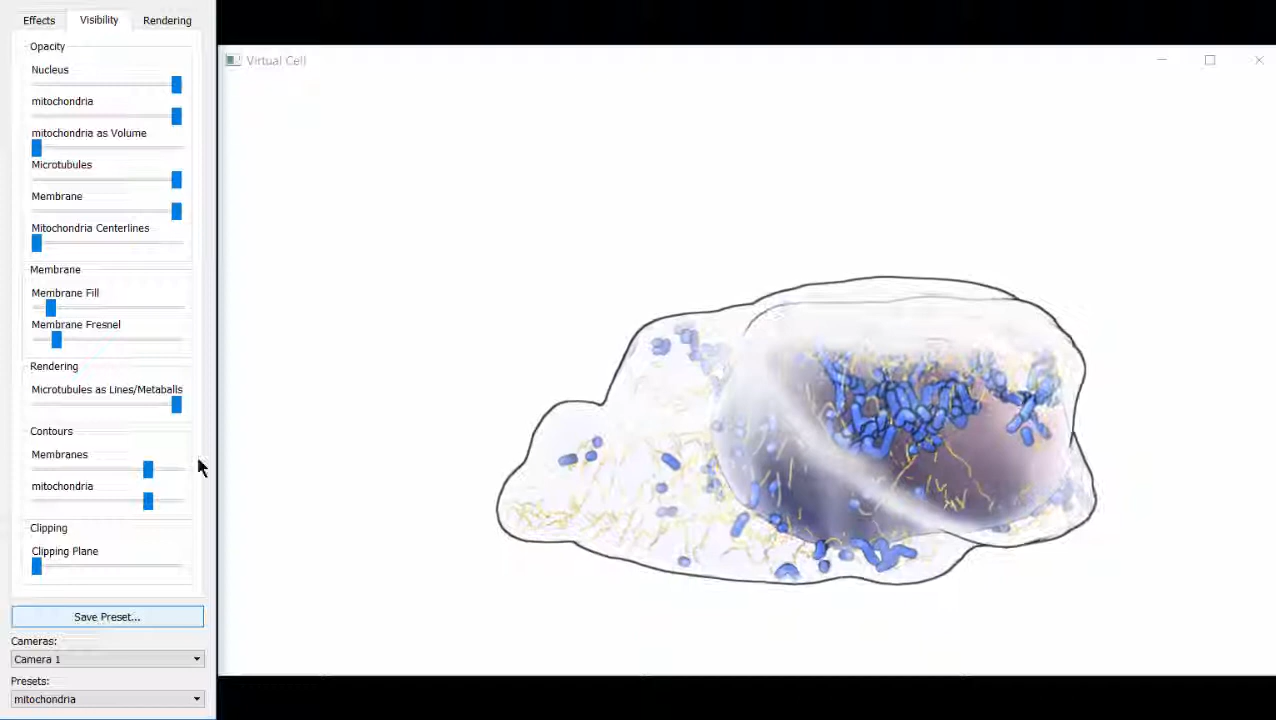 Effects Visibility Rendering
Opacity
Nucleus
mitochondria
mitochondria as Volume
Microtubules
Membrane
Mitochondria Centerlines
Membrane
Membrane Fill
Membrane Fresnel
Rendering
Microtubules as Lines/Metaballs
Contours
Membranes
mitochondria
Clipping
Clipping Plane
Save Preset...
Cameras:
Camera 1
Presets:
mitochondria
Virtual Cell